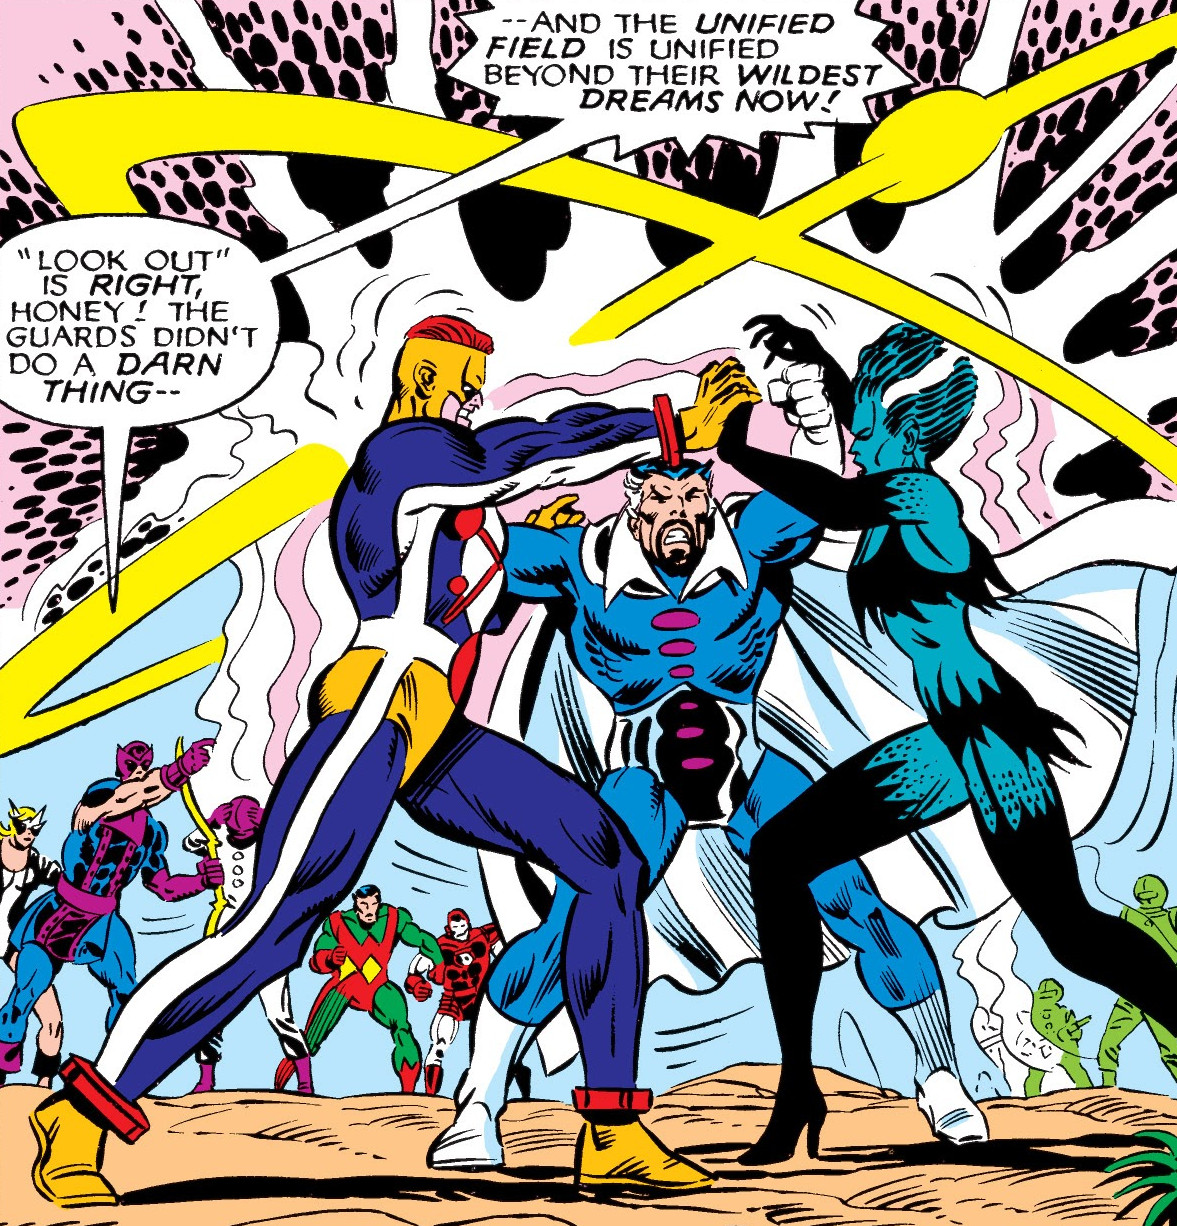 "LOOK OUT"
IS RIGHT,
HONEY! THE
GUARDS DIDN'T
DO A DARN
THING--
--AND THE UNIFIED
FIELD IS UNIFIED
BEYOND THEIR WILDEST
DREAMS NOW!